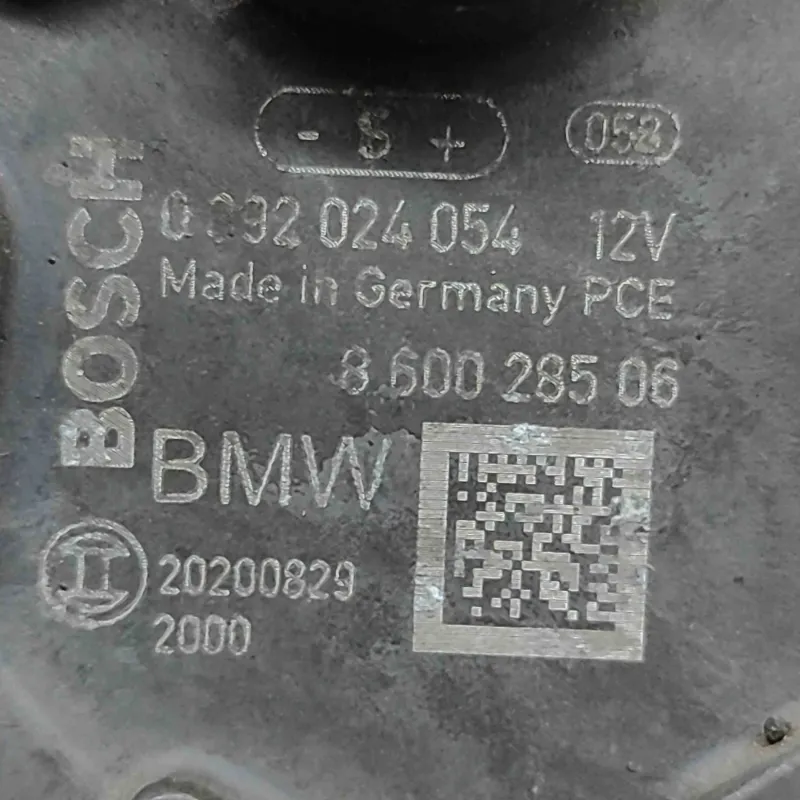 - S +
052
BOSCH
0 392 024 054 12V
Made in Germany PCE
8 600 285 06
BMW
20200829
2000